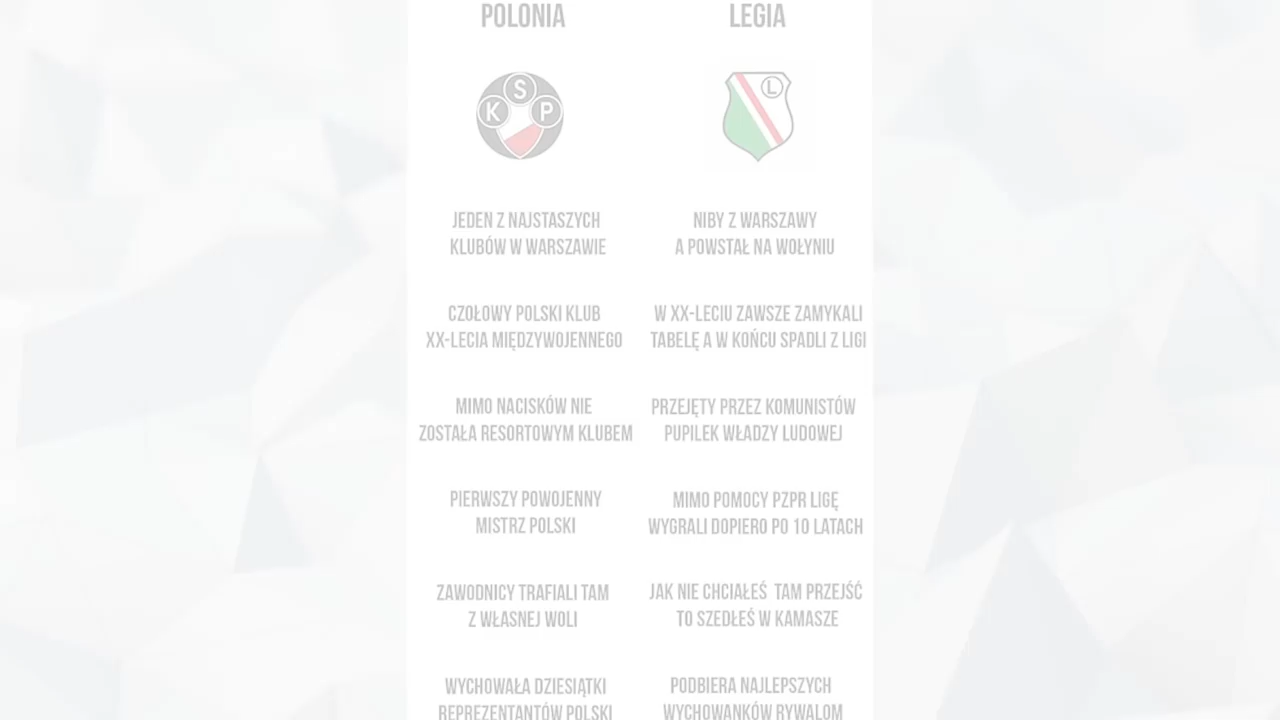 POLONIA
LEGIA
S
K P
L
JEDEN Z NAJSTASZYCH
KLUBÓW W WARSZAWIE
NIBY Z WARSZAWY
A POWSTAŁ NA WOŁYNIU
CZOŁOWY POLSKI KLUB
XX-LECIA MIĘDZYWOJENNEGO
W XX-LECIU ZAWSZE ZAMYKALI
TABELĘ A W KOŃCU SPADLI Z LIGI
MIMO NACISKÓW NIE
ZOSTAŁA RESORTOWYM KLUBEM
PRZEJĘTY PRZEZ KOMUNISTÓW
PUPILEK WŁADZY LUDOWEJ
PIERWSZY POWOJENNY
MISTRZ POLSKI
MIMO POMOCY PZPR LIGĘ
WYGRALI DOPIERO PO 10 LATACH
ZAWODNICY TRAFIALI TAM
Z WŁASNEJ WOLI
JAK NIE CHCIAŁEŚ TAM PRZEJŚĆ
TO SZEDŁEŚ W KAMASZE
WYCHOWAŁA DZIESIĄTKI
REPREZENTANTÓW POLSKI
PODBIERA NAJLEPSZYCH
WYCHOWANKÓW RYWALOM